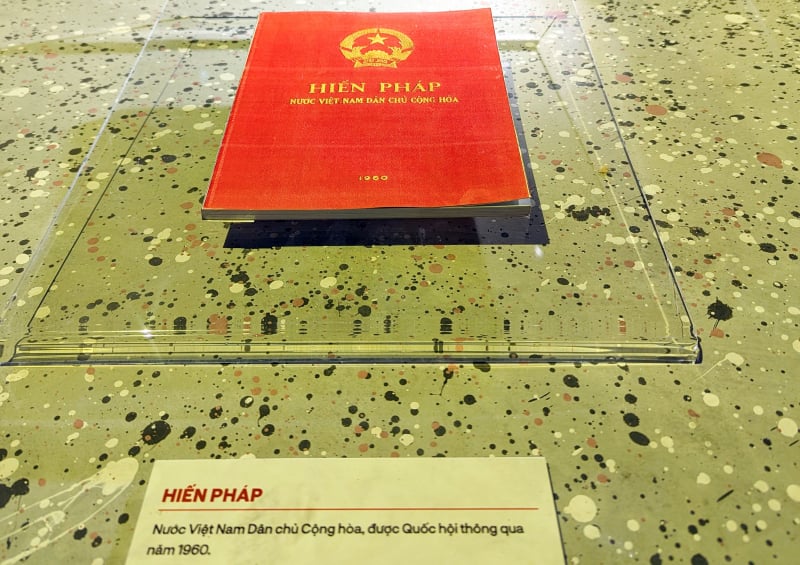 HIẾN PHÁP
NƯỚC VIỆT NAM DÂN CHỦ CỘNG HÒA
1960
HIẾN PHÁP
Nước Việt Nam Dân chủ Cộng hòa, được Quốc hội thông qua
năm 1960.